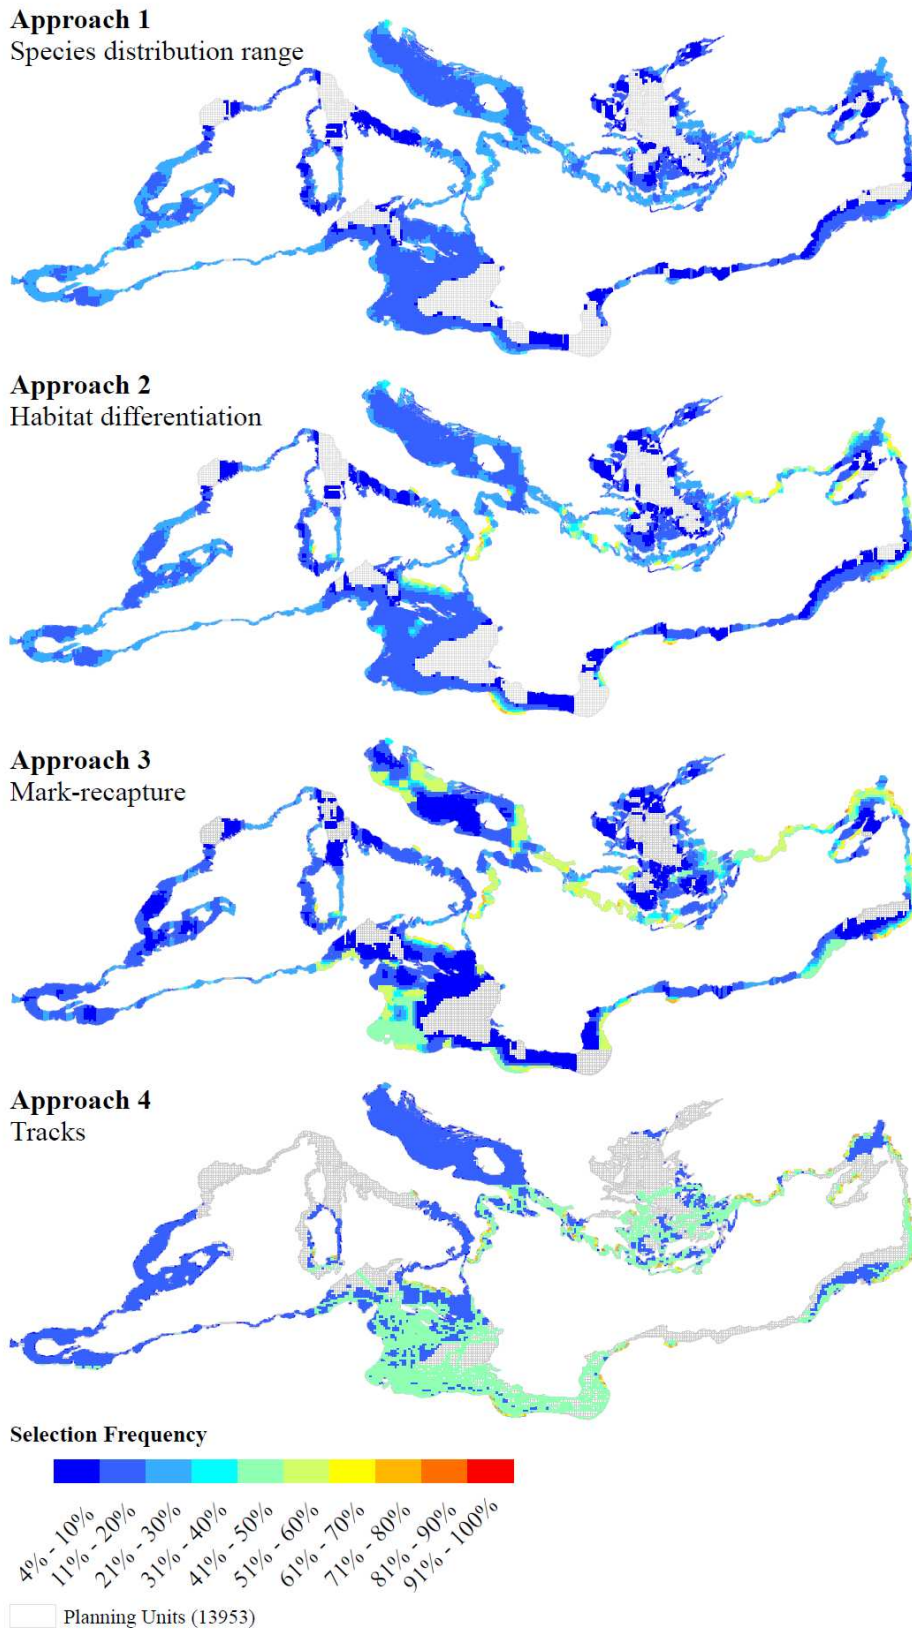 Approach 1
Species distribution range
Approach 2
Habitat differentiation
Approach 3
Mark-recapture
Approach 4
Tracks
Selection Frequency
4% - 10%
11% - 20%
21% - 30%
31% - 40%
41% - 50%
51% - 60%
61% - 70%
71% - 80%
81% - 90%
91% - 100%
Planning Units (13953)